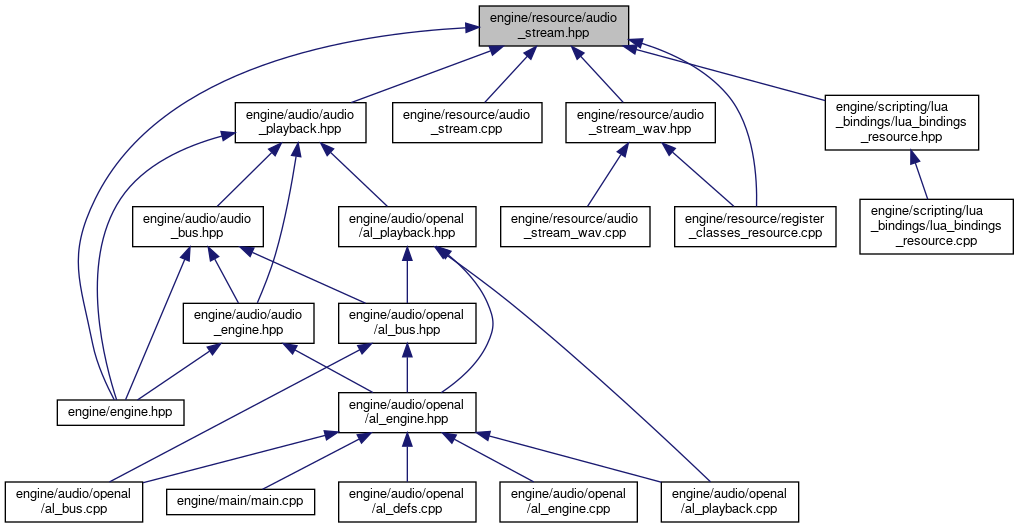 engine/resource/audio
_stream.hpp
engine/audio/audio
_playback.hpp
engine/resource/audio
_stream.cpp
engine/resource/audio
_stream_wav.hpp
engine/scripting/lua
_bindings/lua_bindings
_resource.hpp
engine/audio/audio
_bus.hpp
engine/audio/openal
/al_playback.hpp
engine/resource/audio
_stream_wav.cpp
engine/resource/register
_classes_resource.cpp
engine/scripting/lua
_bindings/lua_bindings
_resource.cpp
engine/audio/audio
_engine.hpp
engine/audio/openal
/al_bus.hpp
engine/engine.hpp
engine/audio/openal
/al_engine.hpp
engine/audio/openal
/al_bus.cpp
engine/main/main.cpp
engine/audio/openal
/al_defs.cpp
engine/audio/openal
/al_engine.cpp
engine/audio/openal
/al_playback.cpp